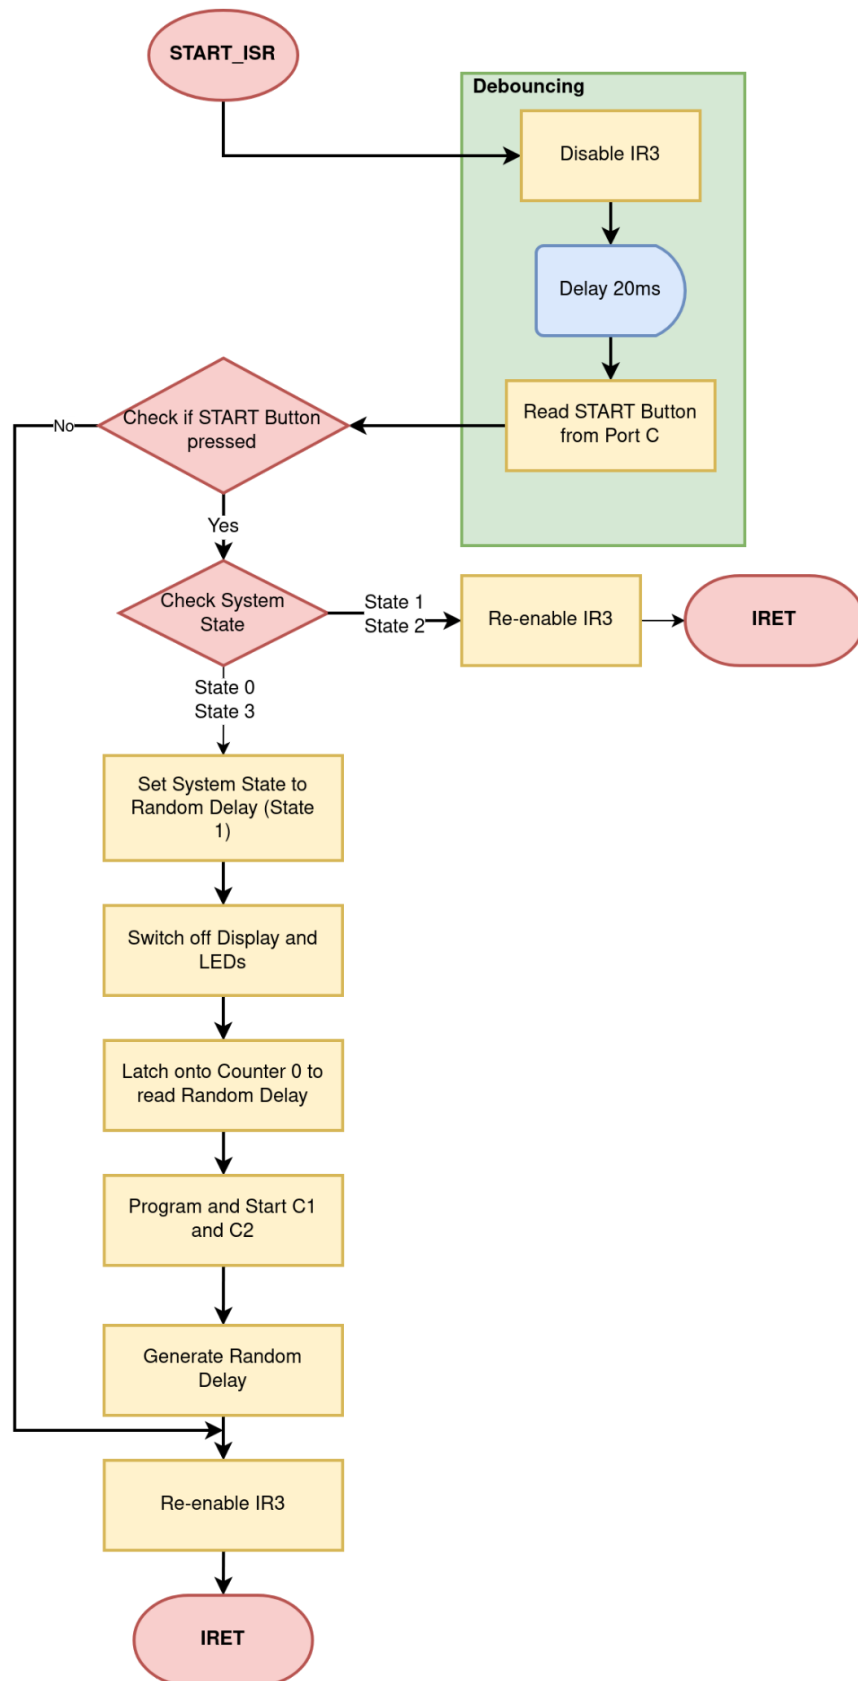 START_ISR
Debouncing
Disable IR3
Delay 20ms
Read START Button
from Port C
Check if START Button
pressed
No
Yes
Check System
State
State 1
State 2
Re-enable IR3
IRET
State 0
State 3
Set System State to
Random Delay (State
1)
Switch off Display and
LEDs
Latch onto Counter 0 to
read Random Delay
Program and Start C1
and C2
Generate Random
Delay
Re-enable IR3
IRET